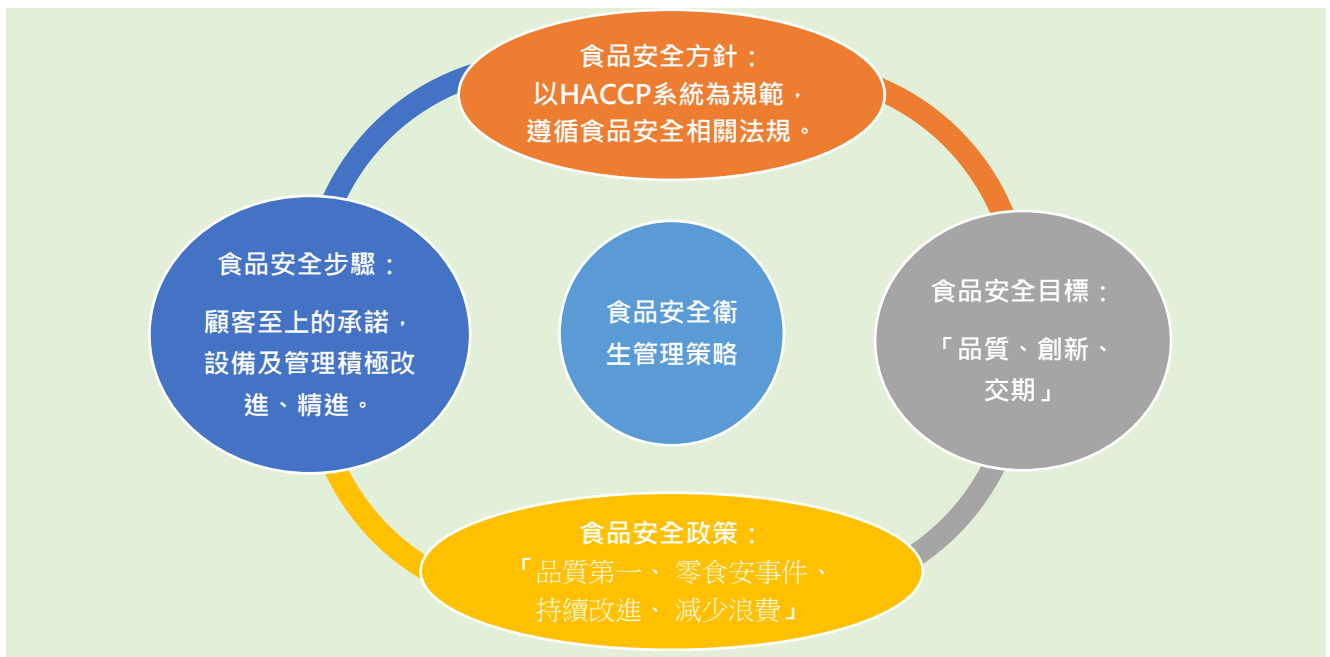 食品安全方針：
以HACCP系統為規範，
遵循食品安全相關法規。
食品安全步驟：
顧客至上的承諾，
設備及管理積極改
進、精進。
食品安全衛
生管理策略
食品安全目標：
「品質、創新、
交期」
食品安全政策：
「品質第一、 零食安事件、
持續改進、 減少浪費」